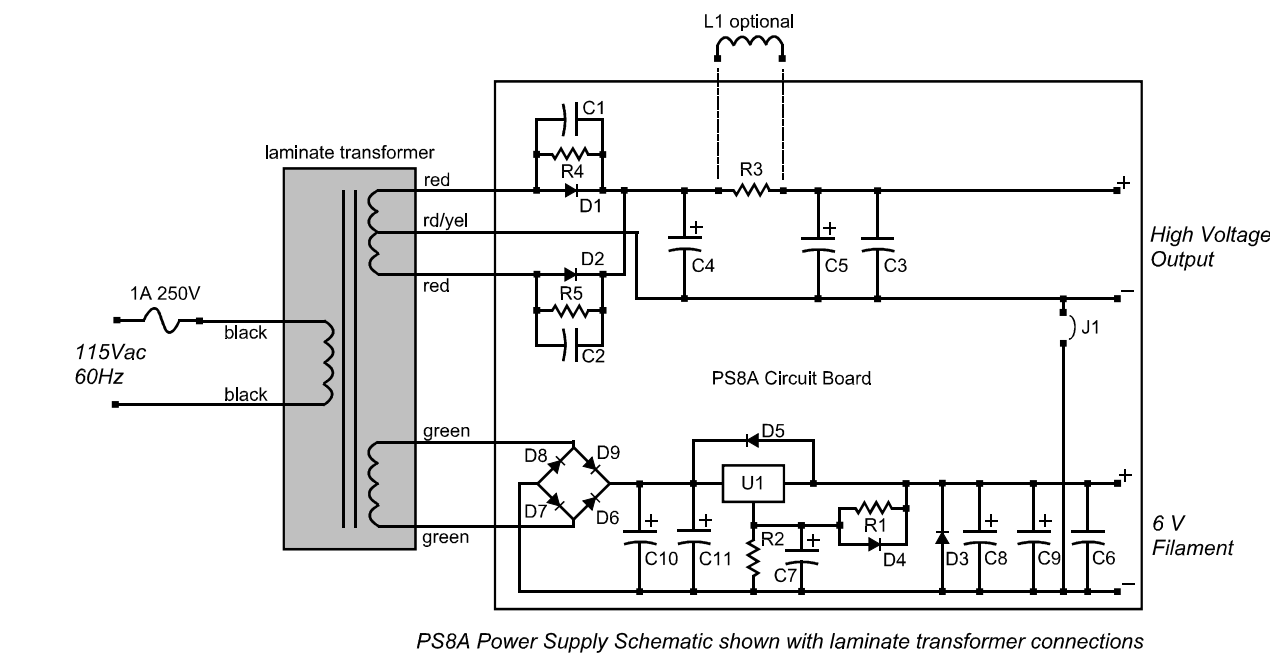 L1 optional
C1
laminate transformer
R4
R3
red
+
D1
rd/yel
+
+
High Voltage
Output
D2
C4
C5
C3
red
R5
1A 250V
−
black
J1
C2
115Vac
60Hz
PS8A Circuit Board
black
green
D5
D8
D9
U1
+
D7
D6
+
+
R1
+
+
6 V
Filament
R2
+
green
C10
C11
C7
D4
D3
C8
C9
C6
−
PS8A Power Supply Schematic shown with laminate transformer connections